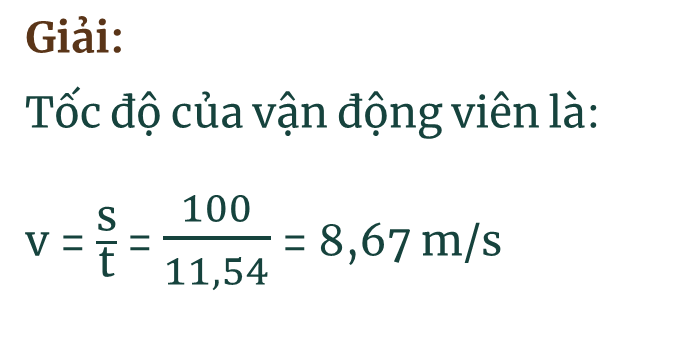 Giải:
Tốc độ của vận động viên là:
v = s/t = 100/11,54 = 8,67 m/s